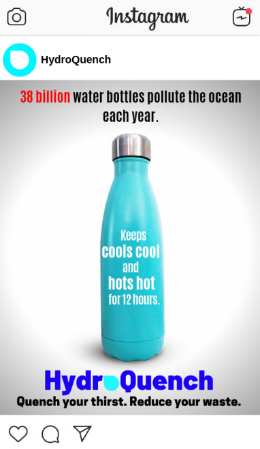 Instagram
HydroQuench
38 billion water bottles pollute the ocean
each year.
Keeps
cools cool
and
hots hot
for 12 hours.
HydroQuench
Quench your thirst. Reduce your waste.